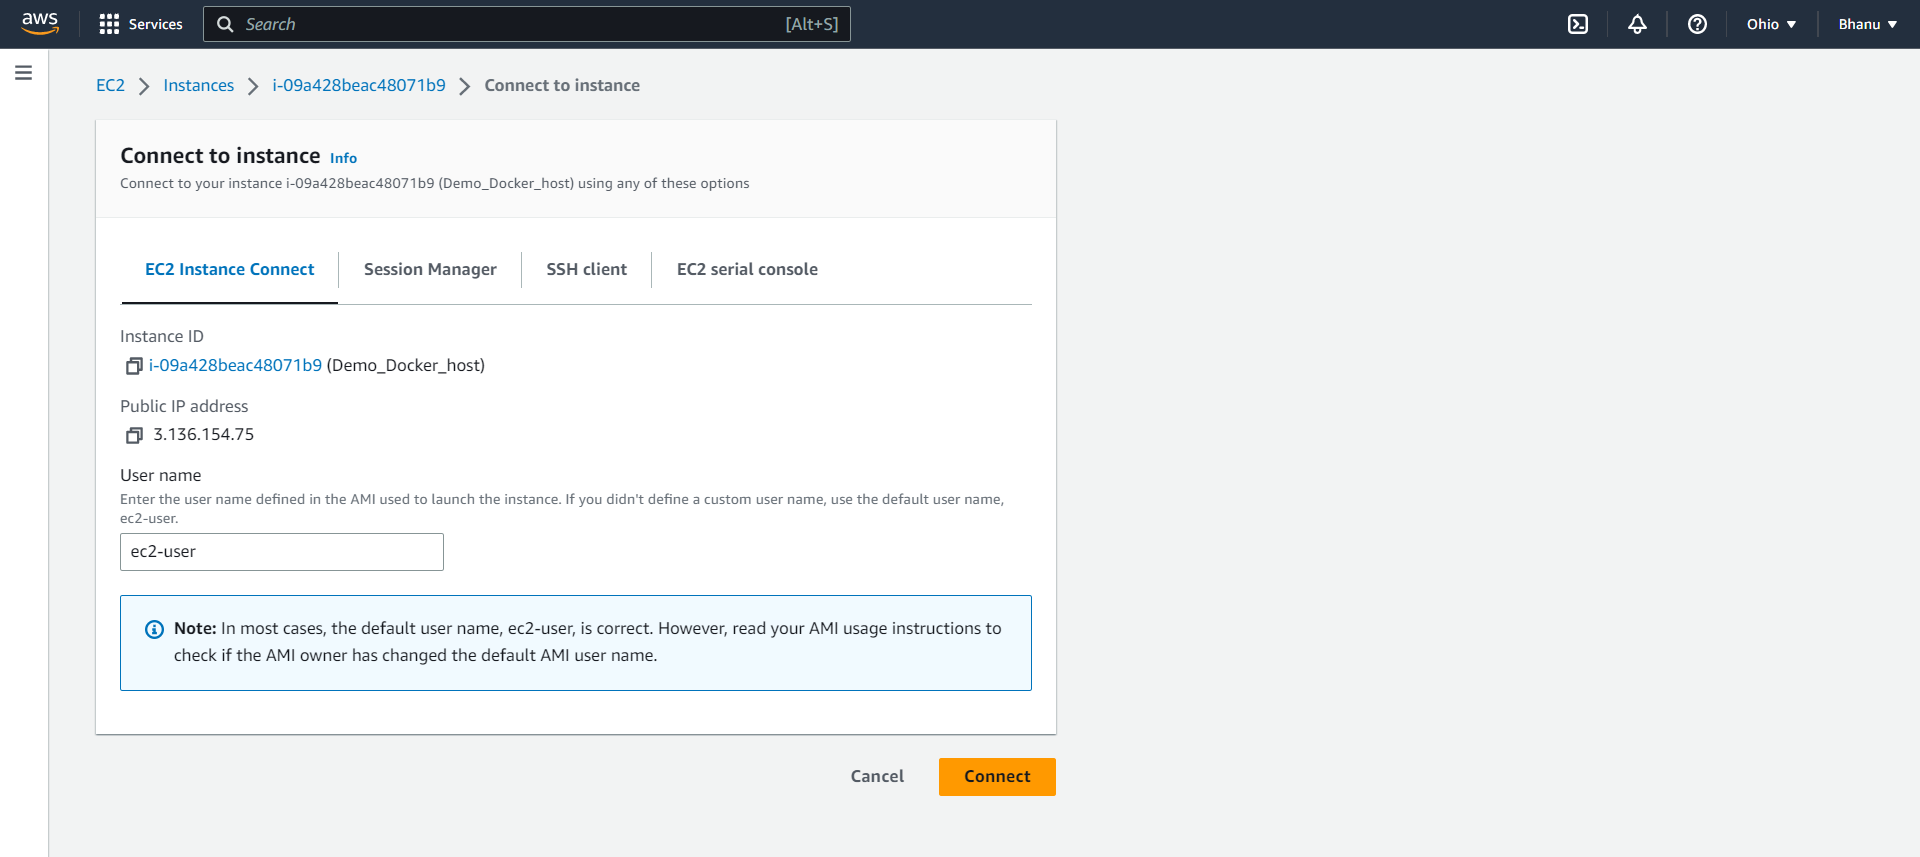 aws Services Search [Alt+S] Ohio Bhanu
EC2 Instances i-09a428beac48071b9 Connect to instance
Connect to instance Info
Connect to your instance i-09a428beac48071b9 (Demo_Docker_host) using any of these options
EC2 Instance Connect Session Manager SSH client EC2 serial console
Instance ID
i-09a428beac48071b9 (Demo_Docker_host)
Public IP address
3.136.154.75
User name
Enter the user name defined in the AMI used to launch the instance. If you didn't define a custom user name, use the default user name,
ec2-user.
ec2-user
Note: In most cases, the default user name, ec2-user, is correct. However, read your AMI usage instructions to
check if the AMI owner has changed the default AMI user name.
Cancel Connect